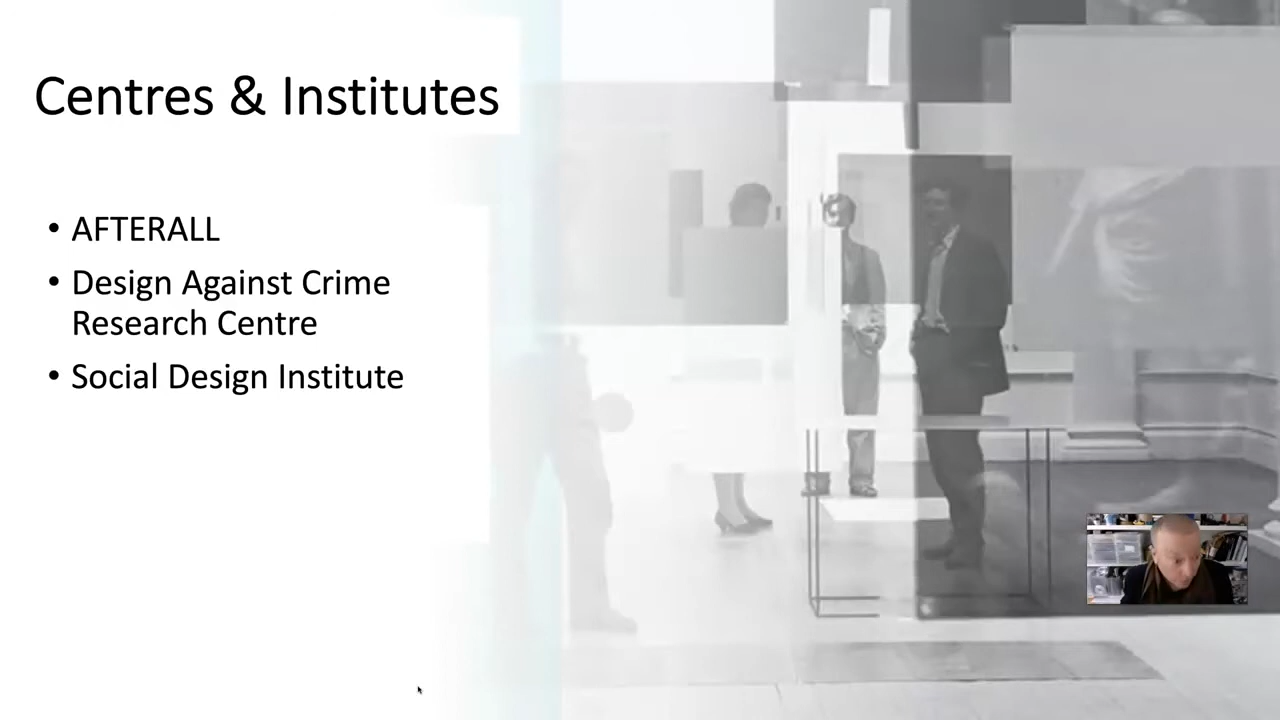 Centres & Institutes
• AFTERALL
• Design Against Crime
Research Centre
• Social Design Institute